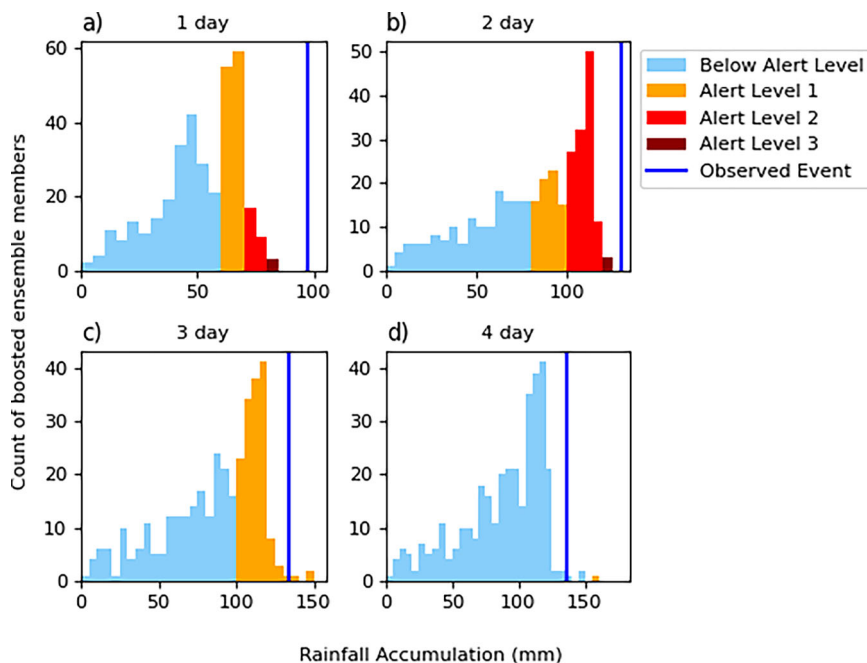 a) 1 day
b) 2 day
60
40
20
0
0 50 100
50
40
30
20
10
0
0 50 100
Below Alert Level
Alert Level 1
Alert Level 2
Alert Level 3
Observed Event
c) 3 day
d) 4 day
40
30
20
10
0
0 50 100 150
40
30
20
10
0
0 50 100 150
Count of boosted ensemble members
Rainfall Accumulation (mm)